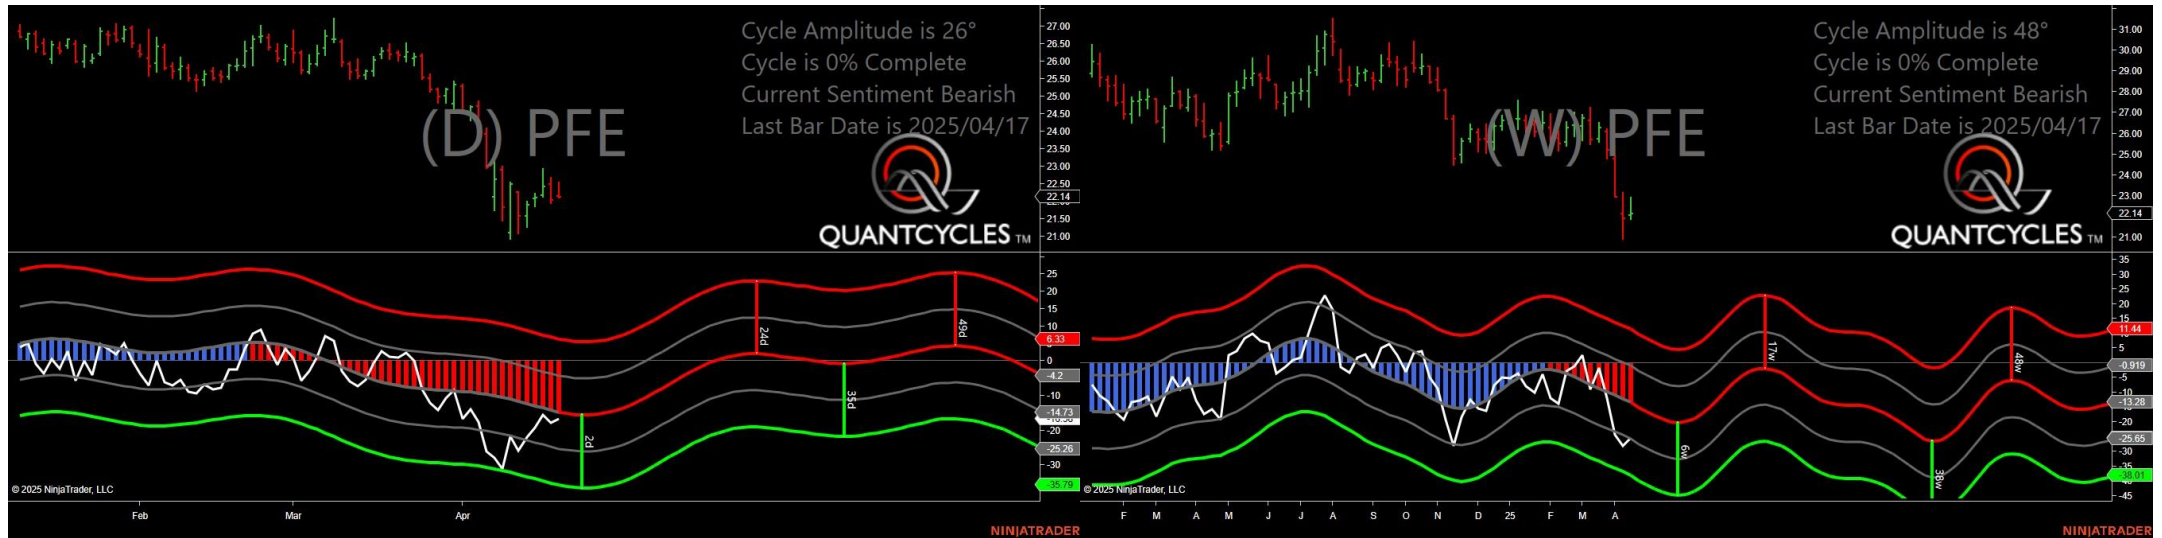 Cycle Amplitude is 26°
Cycle is 0% Complete
Current Sentiment Bearish
Last Bar Date is 2025/04/17
(D) PFE
QUANTCYCLES TM
27.00
26.50
26.00
25.50
25.00
24.50
24.00
23.50
23.00
22.50
22.14
21.50
21.00
25
20
15
10
6.33
0
-4.2
-10
-14.73
-20
-25.26
-30
-35.79
2d
24d
35d
49d
© 2025 NinjaTrader, LLC
Feb
Mar
Apr
NINJATRADER
Cycle Amplitude is 48°
Cycle is 0% Complete
Current Sentiment Bearish
Last Bar Date is 2025/04/17
(W) PFE
QUANTCYCLES TM
31.00
30.00
29.00
28.00
27.00
26.00
25.00
24.00
23.00
22.14
21.00
35
30
25
20
15
11.44
5
-0.919
-5
-10
-13.28
-20
-25.65
-30
-35
-38.01
-45
6w
17w
38w
48w
© 2025 NinjaTrader, LLC
F
M
A
M
J
J
A
S
O
N
D
25
F
M
A
NINJATRADER